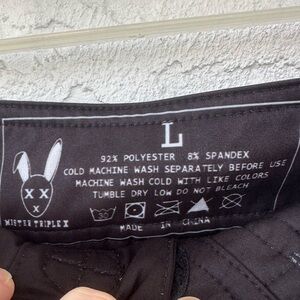 L
92% POLYESTER 8% SPANDEX
COLD MACHINE WASH SEPARATELY BEFORE USE
MACHINE WASH COLD WITH LIKE COLORS
TUMBLE DRY LOW DO NOT BLEACH
MADE IN CHINA
X X
X
MISTER TRIPLE X